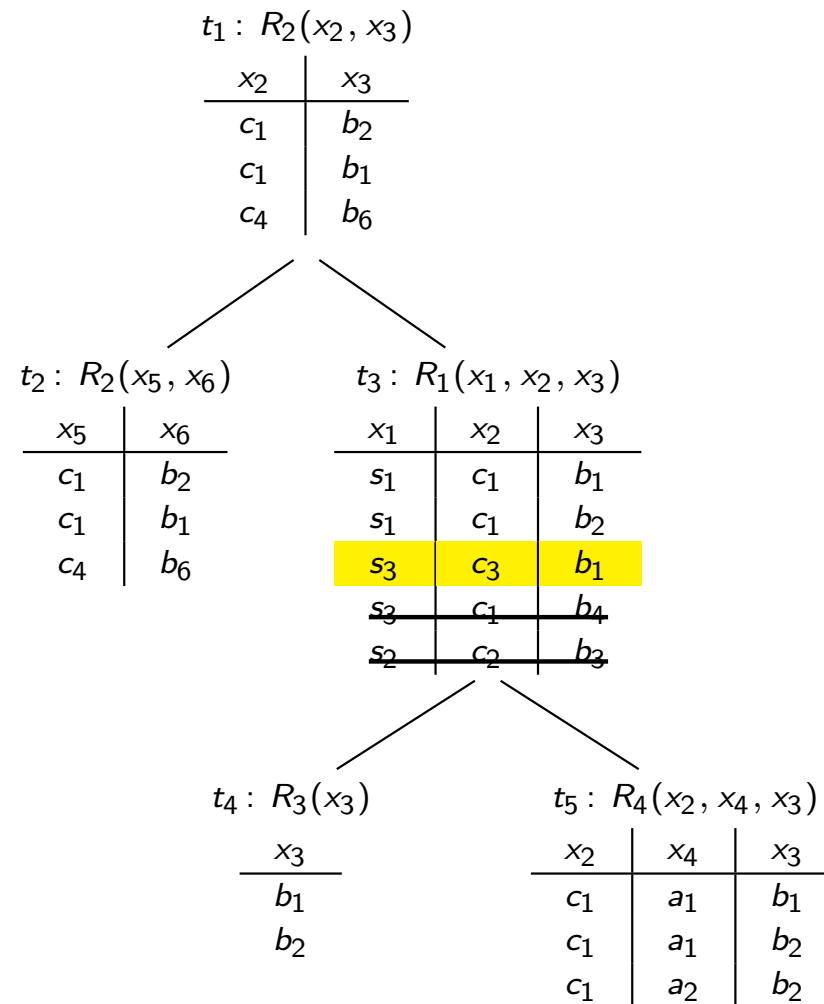 t₁ : R₂(x₂, x₃)
x₂ x₃
c₁ b₂
c₁ b₁
c₄ b₆
t₂ : R₂(x₅, x₆)
x₅ x₆
c₁ b₂
c₁ b₁
c₄ b₆
t₃ : R₁(x₁, x₂, x₃)
x₁ x₂ x₃
s₁ c₁ b₁
s₁ c₁ b₂
s₃ c₃ b₁
s₃ c₁ b₄
s₂ c₂ b₃
t₄ : R₃(x₃)
x₃
b₁
b₂
t₅ : R₄(x₂, x₄, x₃)
x₂ x₄ x₃
c₁ a₁ b₁
c₁ a₁ b₂
c₁ a₂ b₂